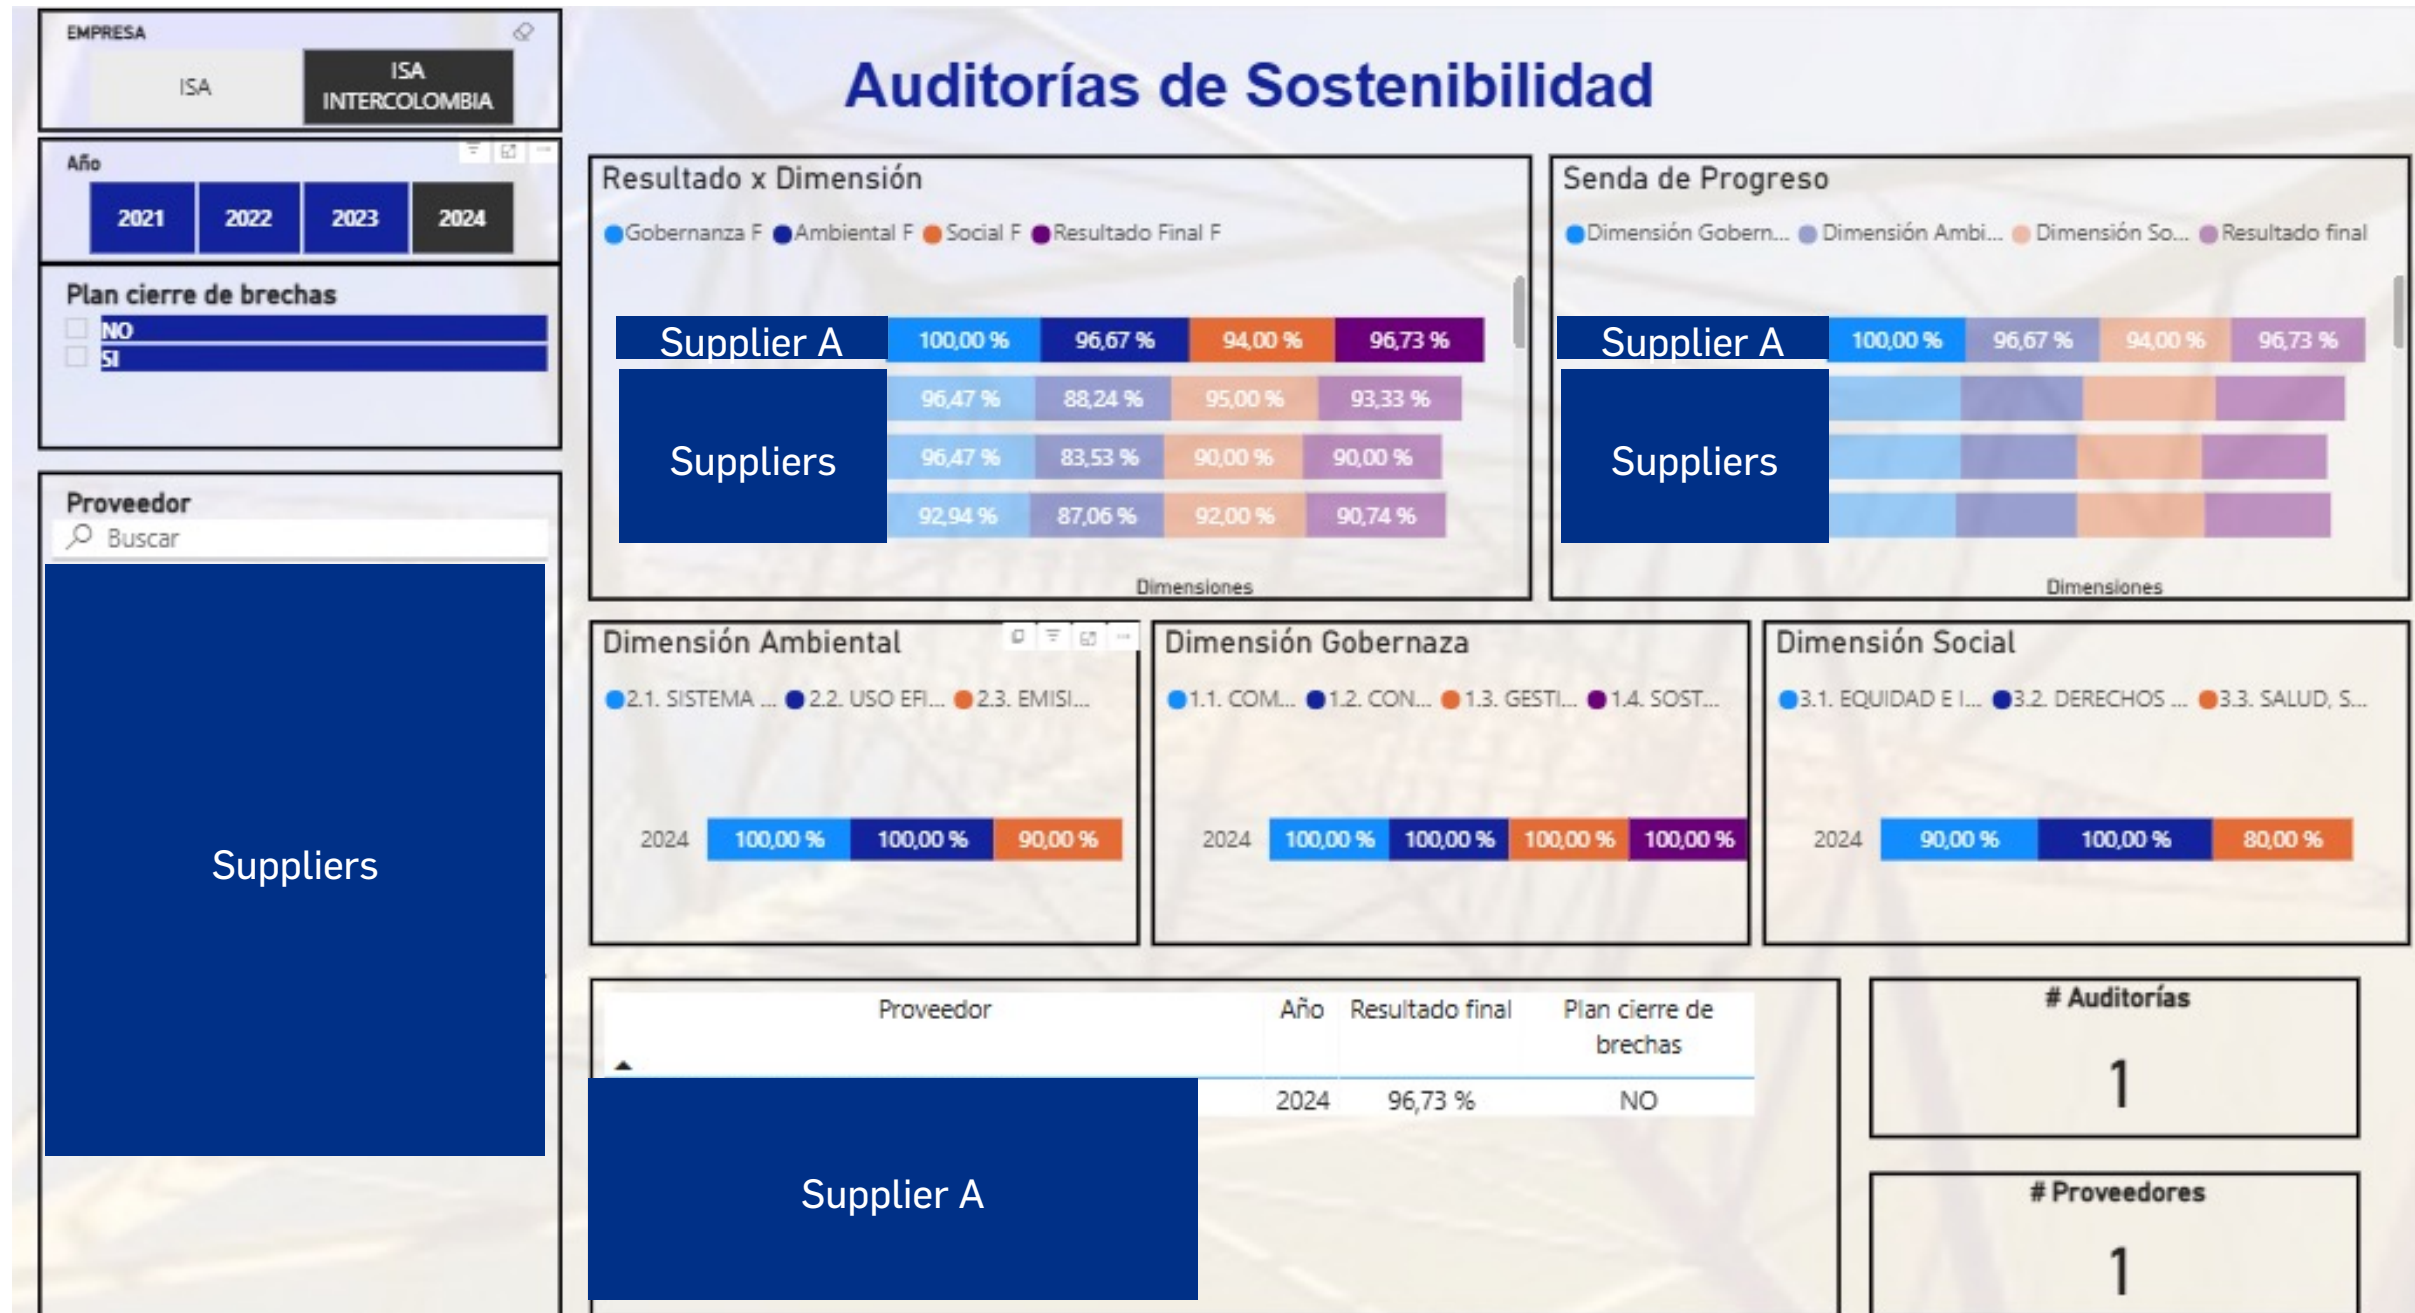 EMPRESA
ISA
ISA
INTERCOLOMBIA
Auditorías de Sostenibilidad
Año
2021 2022 2023 2024
Plan cierre de brechas
NO
SI
Proveedor
Buscar
Suppliers
Resultado x Dimensión
Gobernanza F Ambiental F Social F Resultado Final F
Supplier A 100,00 % 96,67 % 94,00 % 96,73 %
96,47 % 88,24 % 95,00 % 93,33 %
Suppliers 96,47 % 83,53 % 90,00 % 90,00 %
92,94 % 87,06 % 92,00 % 90,74 %
Dimensiones
Senda de Progreso
Dimensión Gobern... Dimensión Ambi... Dimensión So... Resultado final
Supplier A 100,00 % 96,67 % 94,00 % 96,73 %
Suppliers
Dimensiones
Dimensión Ambiental
2.1. SISTEMA ... 2.2. USO EFI... 2.3. EMISI...
2024 100,00 % 100,00 % 90,00 %
Dimensión Gobernaza
1.1. COM... 1.2. CON... 1.3. GESTI... 1.4. SOST...
2024 100,00 % 100,00 % 100,00 % 100,00 %
Dimensión Social
3.1. EQUIDAD E I... 3.2. DERECHOS ... 3.3. SALUD, S...
2024 90,00 % 100,00 % 80,00 %
Proveedor Año Resultado final Plan cierre de
brechas
2024 96,73 % NO
Supplier A
# Auditorías
1
# Proveedores
1